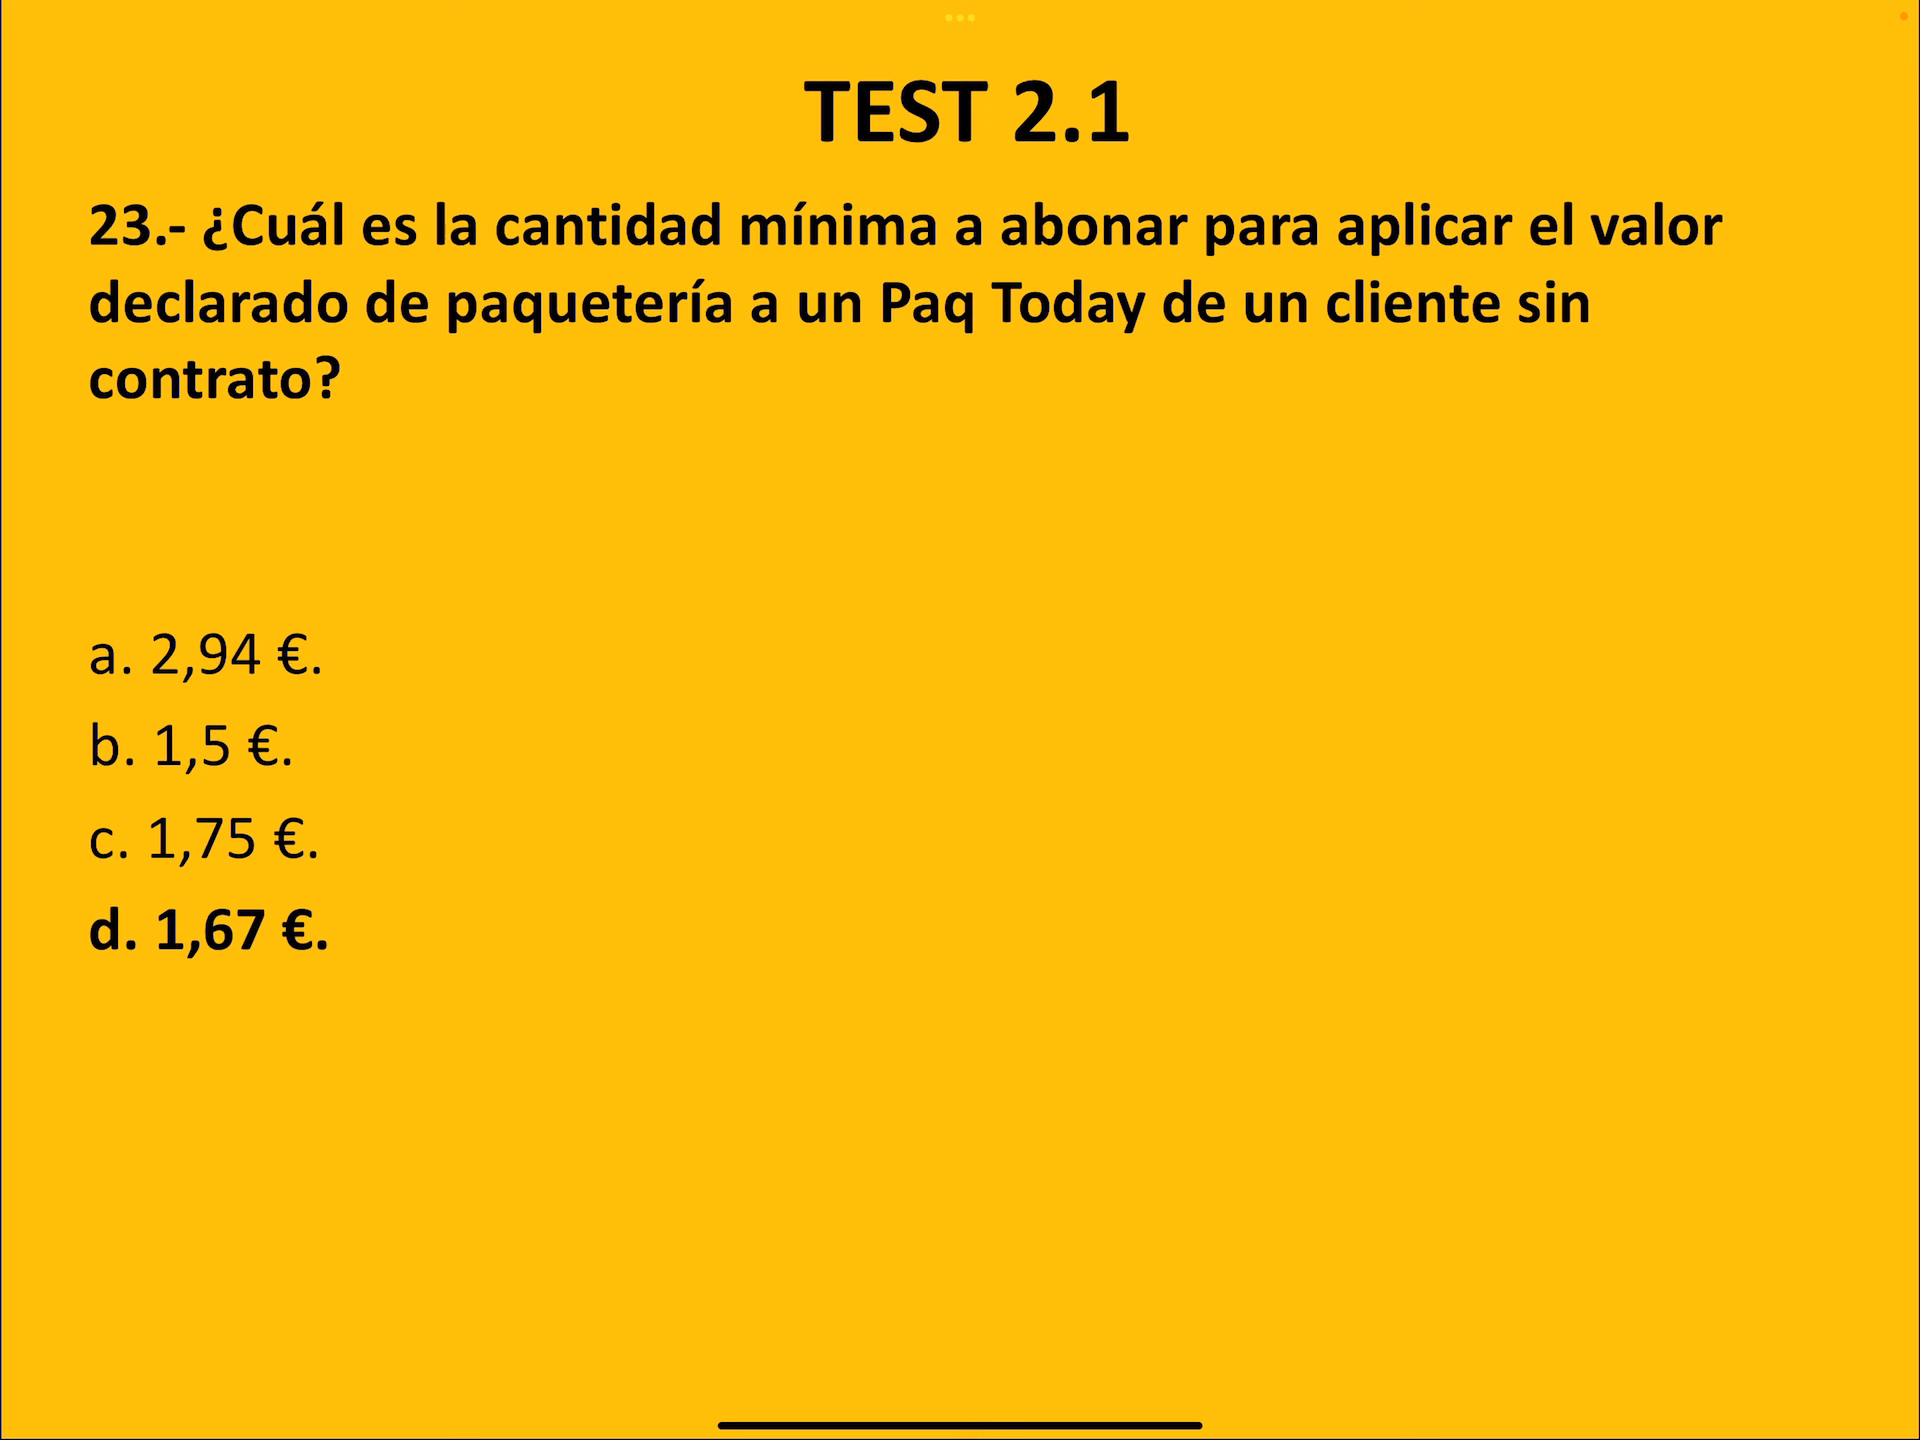 TEST 2.1
23.- ¿Cuál es la cantidad mínima a abonar para aplicar el valor
declarado de paquetería a un Paq Today de un cliente sin
contrato?
a. 2,94 €.
b. 1,5 €.
c. 1,75 €.
d. 1,67 €.